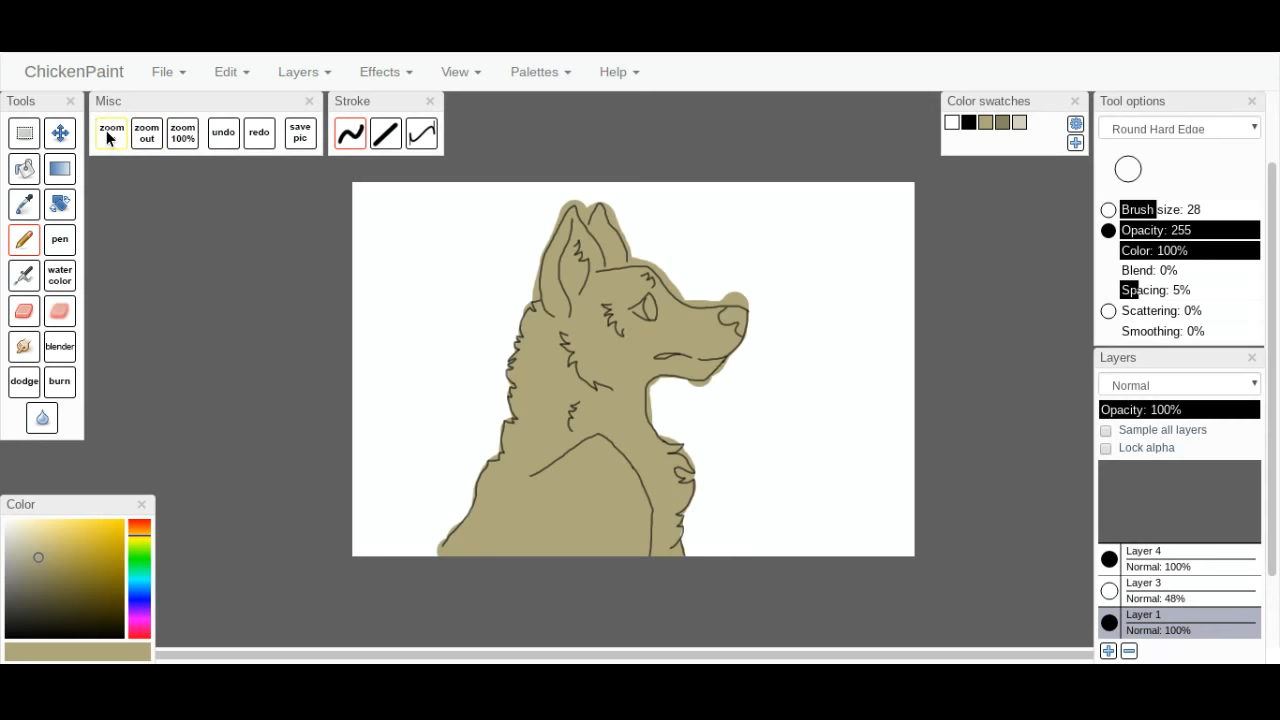 ChickenPaint File Edit Layers Effects View Palettes Help
Tools
Misc
Stroke
Color swatches
Tool options
zoom
zoom out
zoom 100%
undo
redo
save pic
Round Hard Edge
Brush size: 28
Opacity: 255
Color: 100%
Blend: 0%
Spacing: 5%
Scattering: 0%
Smoothing: 0%
pen
water color
blender
dodge
burn
Layers
Normal
Opacity: 100%
Sample all layers
Lock alpha
Layer 4
Normal: 100%
Layer 3
Normal: 48%
Layer 1
Normal: 100%
Color